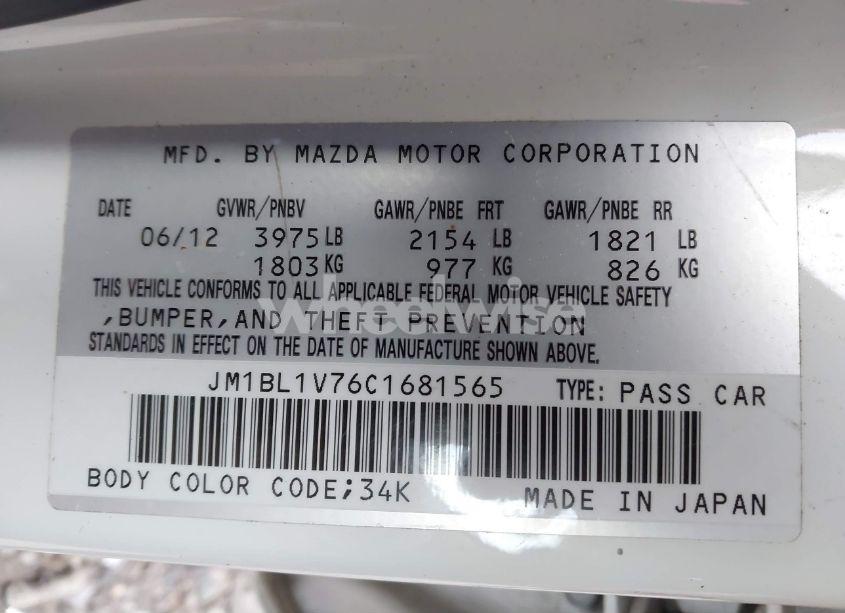 MFD. BY MAZDA MOTOR CORPORATION
DATE GVWR/PNBV GAWR/PNBE FRT GAWR/PNBE RR
06/12 3975 LB 2154 LB 1821 LB
1803 KG 977 KG 826 KG
THIS VEHICLE CONFORMS TO ALL APPLICABLE FEDERAL MOTOR VEHICLE SAFETY
,BUMPER,AND THEFT PREVENTION
wheelwise
STANDARDS IN EFFECT ON THE DATE OF MANUFACTURE SHOWN ABOVE.
JM1BL1V76C1681565 TYPE: PASS CAR
BODY COLOR CODE;34K MADE IN JAPAN